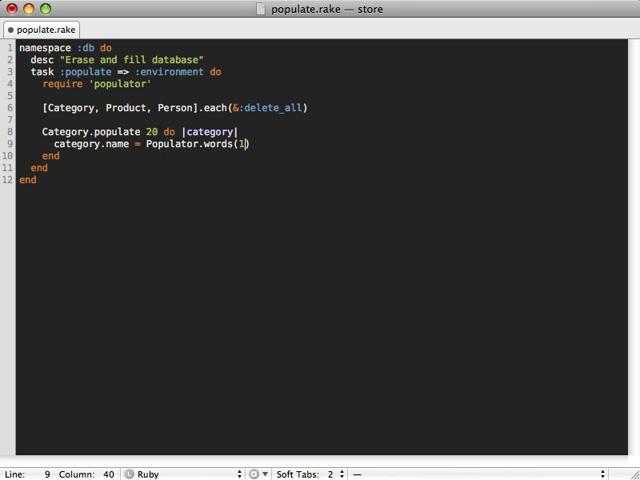 populate.rake — store
populate.rake
1 namespace :db do
2 desc "Erase and fill database"
3 task :populate => :environment do
4 require 'populator'
5
6 [Category, Product, Person].each(&:delete_all)
7
8 Category.populate 20 do |category|
9 category.name = Populator.words(1)
10 end
11 end
12 end
Line: 9 Column: 40 Ruby Soft Tabs: 2 —